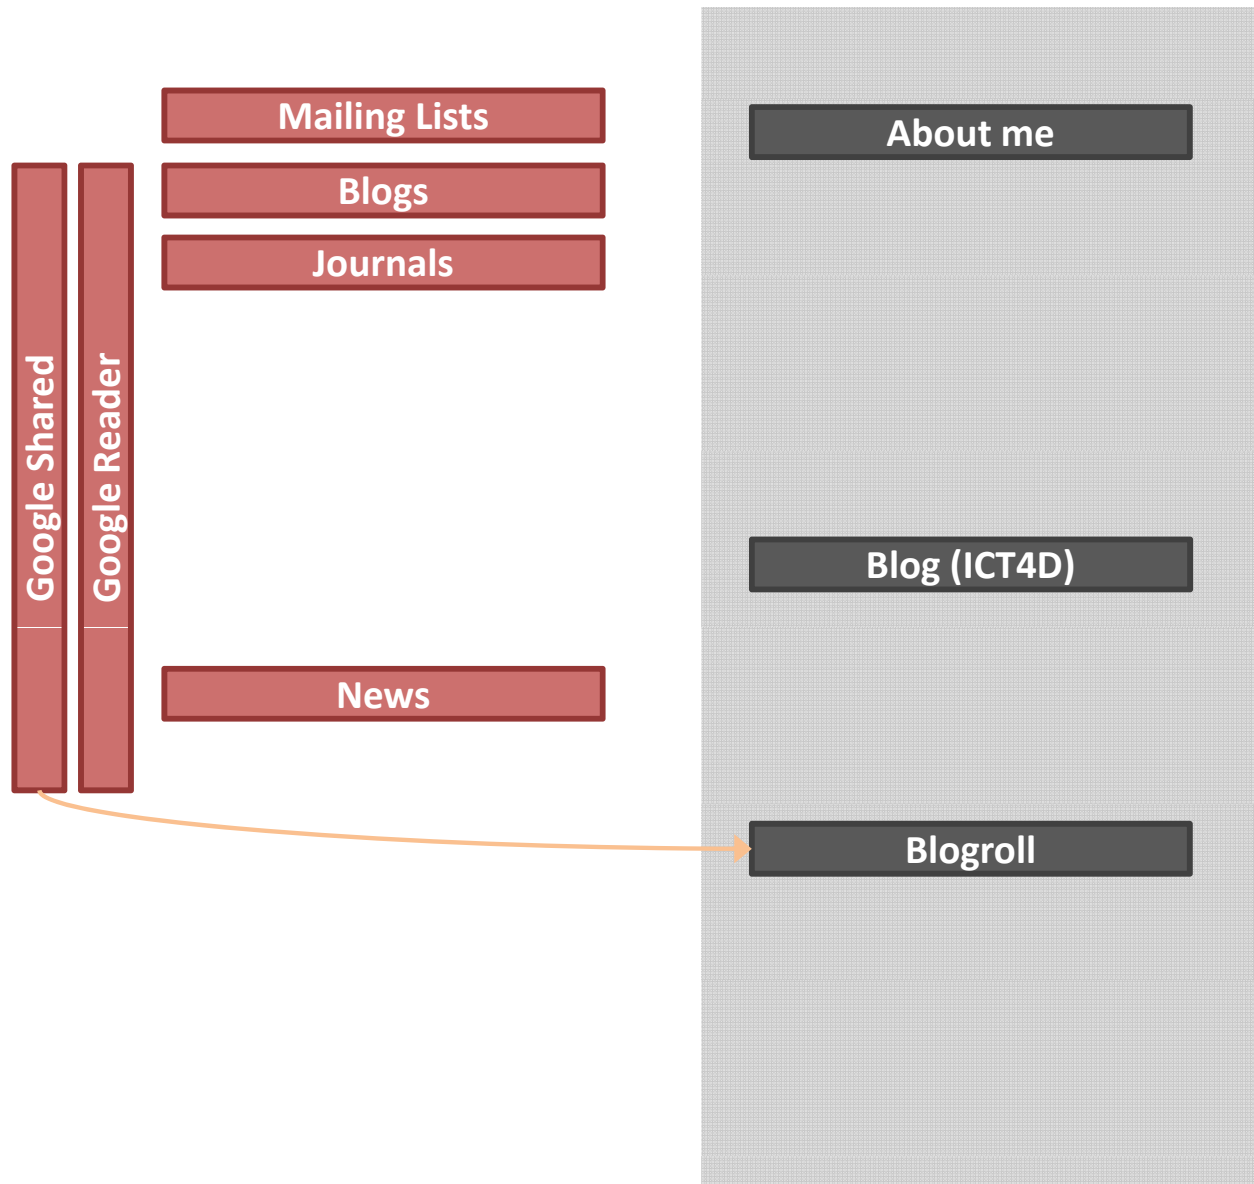 Mailing Lists
About me
Blogs
Journals
Google Shared
Google Reader
Blog (ICT4D)
News
Blogroll